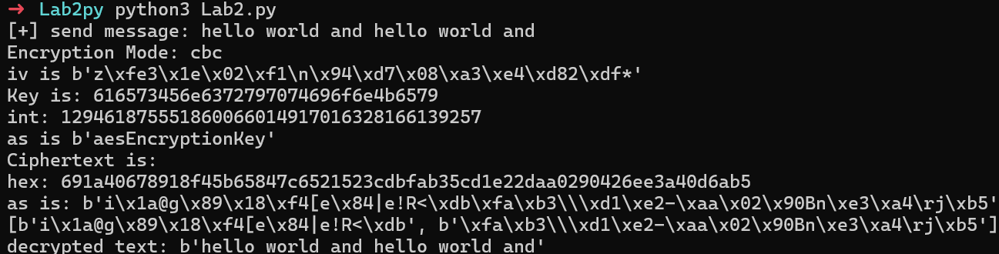 → Lab2py python3 Lab2.py
[+] send message: hello world and hello world and
Encryption Mode: cbc
iv is b'z\xfe3\x1e\x02\xf1\n\x94\xd7\x08\xa3\xe4\xd82\xdf*'
Key is: 616573456e6372797074696f6e4b6579
int: 129461875551860066014917016328166139257
as is b'aesEncryptionKey'
Ciphertext is:
hex: 691a40678918f45b65847c6521523cdbfab35cd1e22daa0290426ee3a40d6ab5
as is: b'i\x1a@g\x89\x18\xf4[e\x84|e!R<\xdb\xfa\xb3\\\xd1\xe2-\xaa\x02\x90Bn\xe3\xa4\rj\xb5'
[b'i\x1a@g\x89\x18\xf4[e\x84|e!R<\xdb', b'\xfa\xb3\\\xd1\xe2-\xaa\x02\x90Bn\xe3\xa4\rj\xb5']
decrypted text: b'hello world and hello world and'